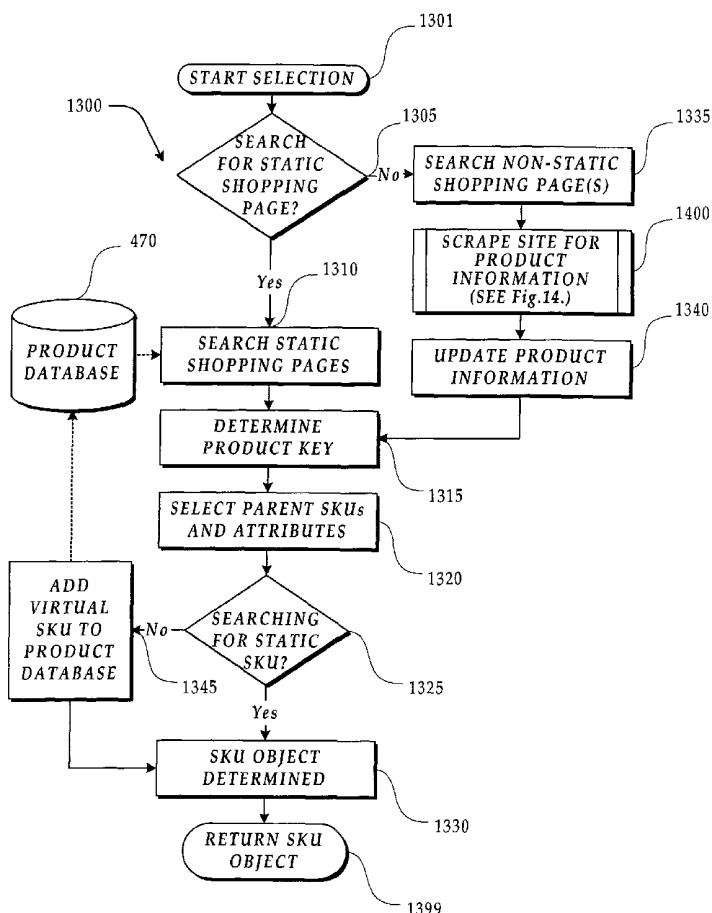 1301
START SELECTION
1300
1305
SEARCH
FOR STATIC
SHOPPING
PAGE?
No
1335
SEARCH NON-STATIC
SHOPPING PAGE(S)
1400
SCRAPE SITE FOR
PRODUCT
INFORMATION
(SEE Fig.14.)
1340
UPDATE PRODUCT
INFORMATION
Yes
470
1310
PRODUCT
DATABASE
SEARCH STATIC
SHOPPING PAGES
DETERMINE
PRODUCT KEY
1315
SELECT PARENT SKUs
AND ATTRIBUTES
1320
ADD
VIRTUAL
SKU TO
PRODUCT
DATABASE
No
1345
SEARCHING
FOR STATIC
SKU?
1325
Yes
SKU OBJECT
DETERMINED
1330
RETURN SKU
OBJECT
1399